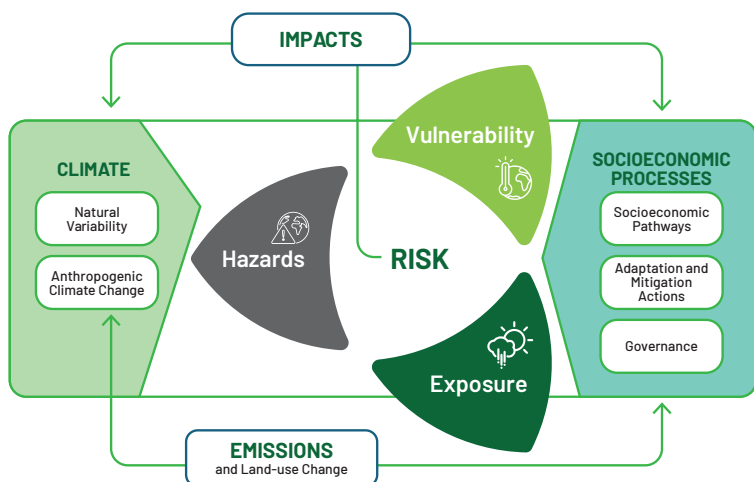 IMPACTS
CLIMATE
Natural
Variability
Anthropogenic
Climate Change
Hazards
Vulnerability
RISK
Exposure
SOCIOECONOMIC
PROCESSES
Socioeconomic
Pathways
Adaptation and
Mitigation
Actions
Governance
EMISSIONS
and Land-use Change